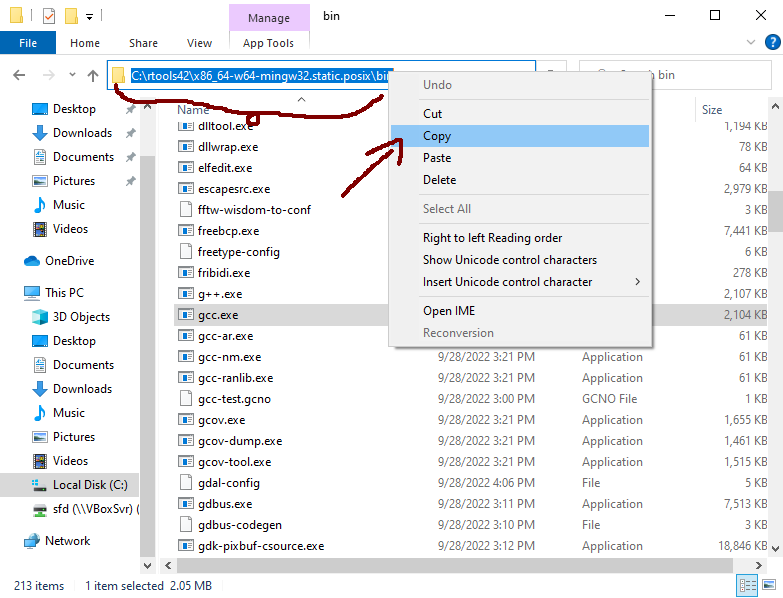 Manage
bin
File
Home
Share
View
App Tools
C:\rtools42\x86_64-w64-mingw32.static.posix\bin
bin
Undo
Cut
Copy
Paste
Delete
Select All
Right to left Reading order
Show Unicode control characters
Insert Unicode control character
Open IME
Reconversion
Desktop
Downloads
Documents
Pictures
Music
Videos
OneDrive
This PC
3D Objects
Desktop
Documents
Downloads
Music
Pictures
Videos
Local Disk (C:)
sfd (\\VBoxSvr) (
Network
Name
Size
dlltool.exe 1,194 KB
dllwrap.exe 78 KB
elfedit.exe 64 KB
escapesrc.exe 2,979 KB
fftw-wisdom-to-conf 3 KB
freebcp.exe 7,441 KB
freetype-config 6 KB
fribidi.exe 278 KB
g++.exe 2,107 KB
gcc.exe 2,104 KB
gcc-ar.exe 61 KB
gcc-nm.exe 9/28/2022 3:21 PM Application 61 KB
gcc-ranlib.exe 9/28/2022 3:21 PM Application 61 KB
gcc-test.gcno 9/28/2022 3:00 PM GCNO File 1 KB
gcov.exe 9/28/2022 3:21 PM Application 1,655 KB
gcov-dump.exe 9/28/2022 3:21 PM Application 1,461 KB
gcov-tool.exe 9/28/2022 3:21 PM Application 1,515 KB
gdal-config 9/28/2022 4:06 PM File 5 KB
gdbus.exe 9/28/2022 3:11 PM Application 7,513 KB
gdbus-codegen 9/28/2022 3:10 PM File 3 KB
gdk-pixbuf-csource.exe 9/28/2022 3:12 PM Application 18,846 KB
213 items 1 item selected 2.05 MB